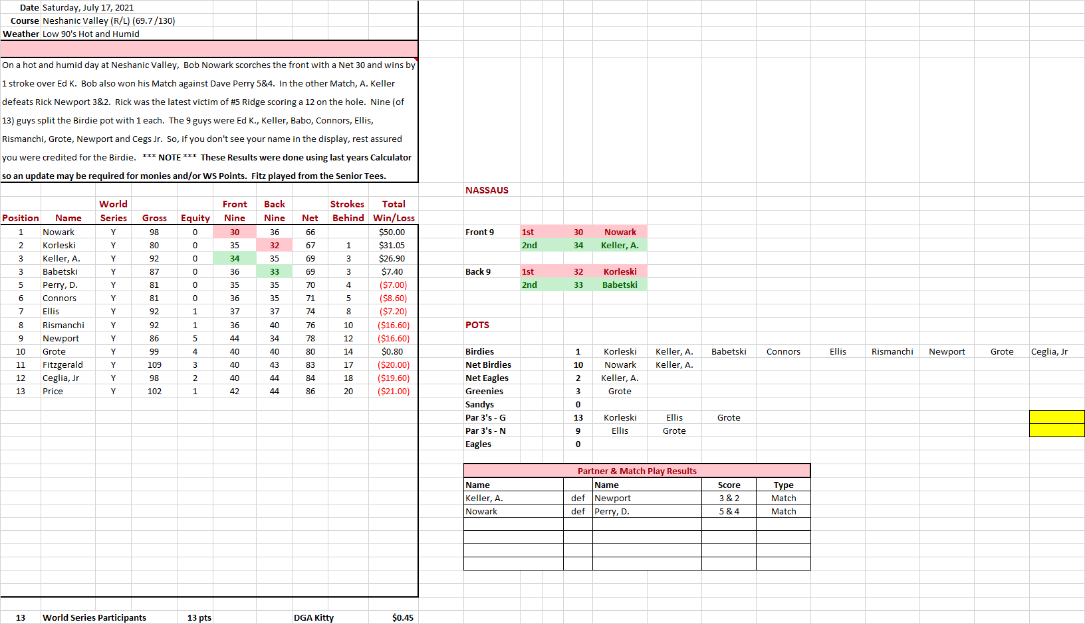 Date Saturday, July 17, 2021
Course Neshanic Valley (R/L) (69.7 /130)
Weather Low 90's Hot and Humid
On a hot and humid day at Neshanic Valley, Bob Nowark scorches the front with a Net 30 and wins by
1 stroke over Ed K. Bob also won his Match against Dave Perry 5&4. In the other Match, A. Keller
defeats Rick Newport 3&2. Rick was the latest victim of #5 Ridge scoring a 12 on the hole. Nine (of
13) guys split the Birdie pot with 1 each. The 9 guys were Ed K., Keller, Babo, Connors, Ellis,
Rismanchi, Grote, Newport and Cegs Jr. So, if you don't see your name in the display, rest assured
you were credited for the Birdie. *** NOTE *** These Results were done using last years Calculator
so an update may be required for monies and/or WS Points. Fitz played from the Senior Tees.
World Front Back Strokes Total
Position Name Series Gross Equity Nine Nine Net Behind Win/Loss
1 Nowark Y 98 0 30 36 66 $50.00
2 Korleski Y 80 0 35 32 67 1 $31.05
3 Keller, A. Y 92 0 34 35 69 3 $26.90
3 Babetski Y 87 0 36 33 69 3 $7.40
5 Perry, D. Y 81 0 35 35 70 4 ($7.00)
6 Connors Y 81 0 36 35 71 5 ($8.60)
7 Ellis Y 92 1 37 37 74 8 ($7.20)
8 Rismanchi Y 92 1 36 40 76 10 ($16.60)
9 Newport Y 86 5 44 34 78 12 ($16.60)
10 Grote Y 99 4 40 40 80 14 $0.80
11 Fitzgerald Y 109 3 40 43 83 17 ($20.00)
12 Ceglia, Jr Y 98 2 40 44 84 18 ($19.60)
13 Price Y 102 1 42 44 86 20 ($21.00)
13 World Series Participants 13 pts DGA Kitty $0.45
NASSAUS
Front 9 1st 30 Nowark
2nd 34 Keller, A.
Back 9 1st 32 Korleski
2nd 33 Babetski
POTS
Birdies 1 Korleski Keller, A. Babetski Connors Ellis Rismanchi Newport Grote Ceglia, Jr
Net Birdies 10 Nowark Keller, A.
Net Eagles 2 Keller, A.
Greenies 3 Grote
Sandys 0
Par 3's - G 13 Korleski Ellis Grote
Par 3's - N 9 Ellis Grote
Eagles 0
Partner & Match Play Results
Name Name Score Type
Keller, A. def Newport 3 & 2 Match
Nowark def Perry, D. 5 & 4 Match